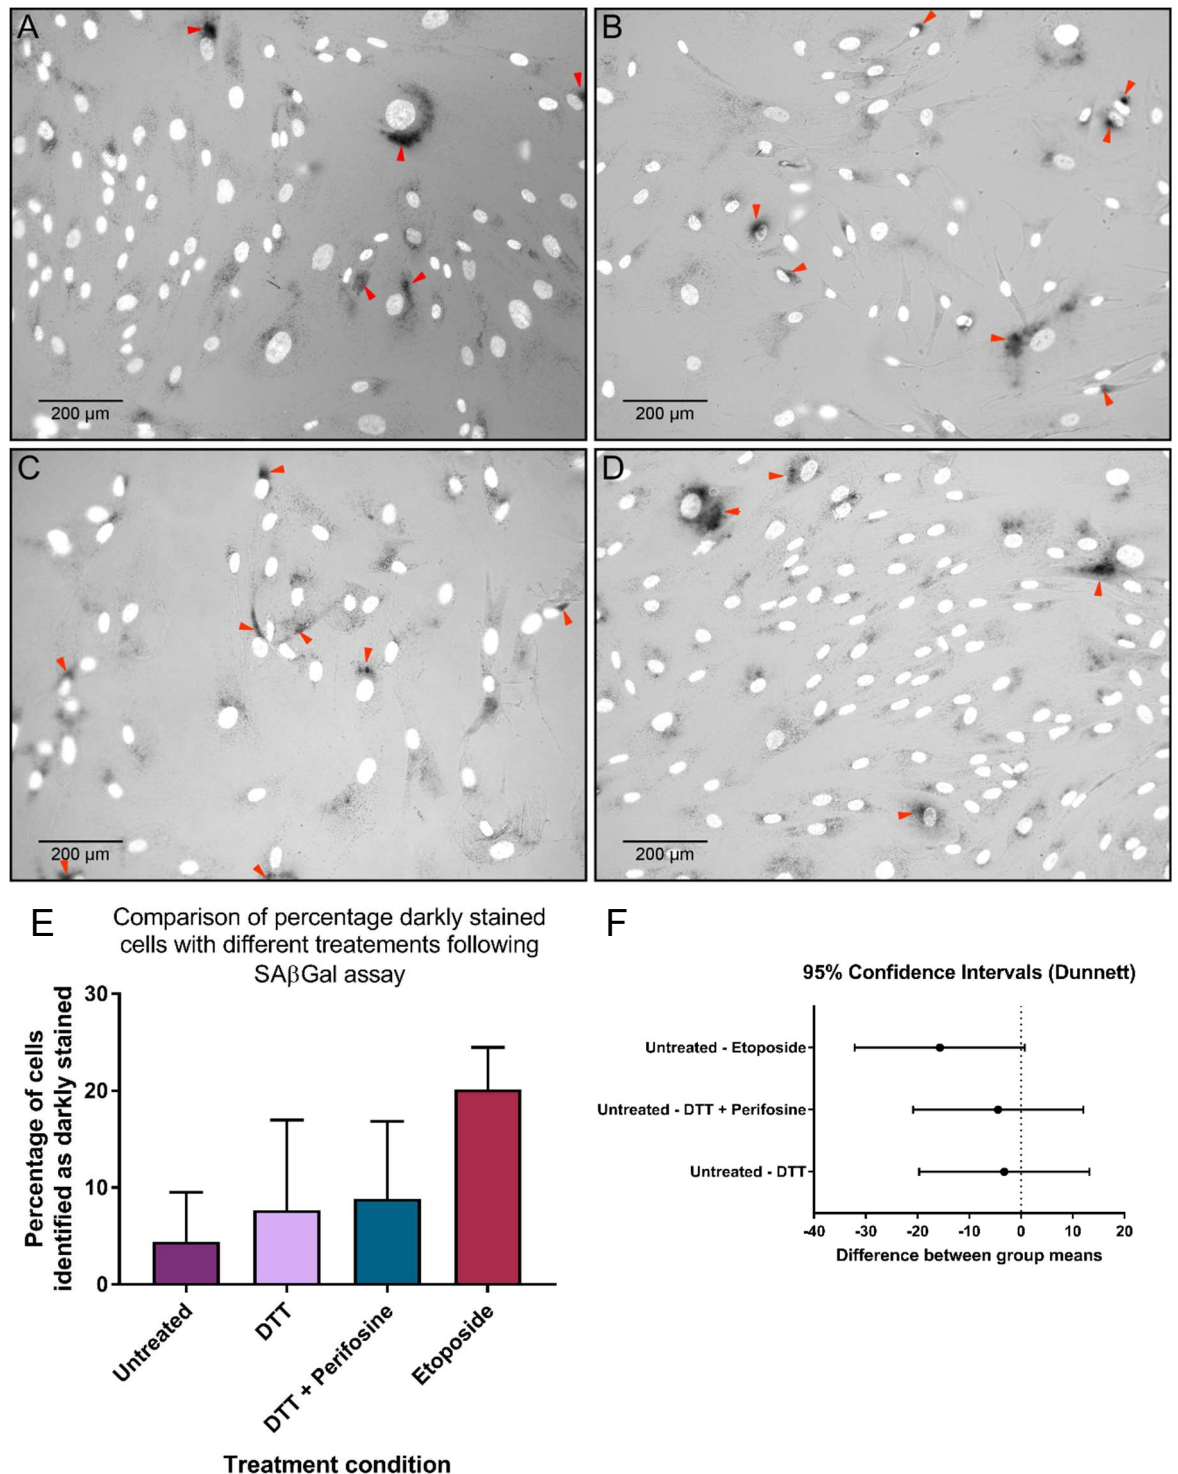 A
B
200 µm
200 µm
C
D
200 µm
200 µm
E
Comparison of percentage darkly stained
cells with different treatements following
SAβGal assay
Percentage of cells
identified as darkly stained
30
20
10
0
Untreated
DTT
DTT + Perifosine
Etoposide
Treatment condition
F
95% Confidence Intervals (Dunnett)
Untreated - Etoposide
Untreated - DTT + Perifosine
Untreated - DTT
-40 -30 -20 -10 0 10 20
Difference between group means